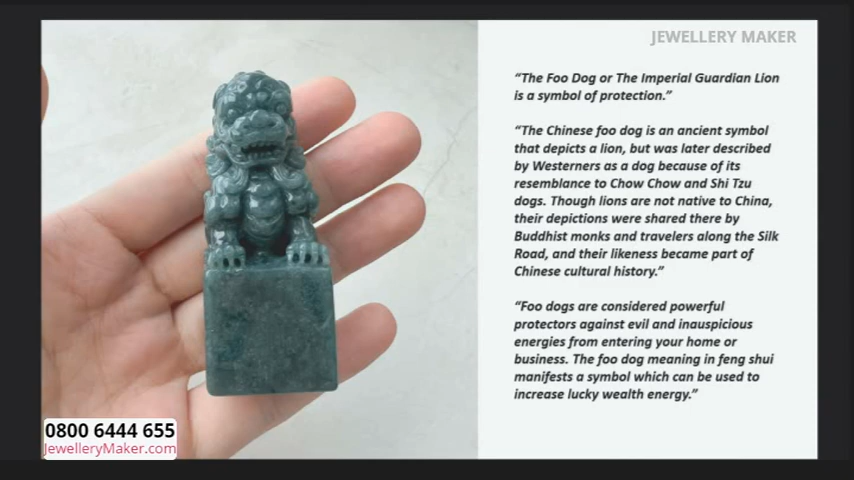 JEWELLERY MAKER
“The Foo Dog or The Imperial Guardian Lion
is a symbol of protection.”
“The Chinese foo dog is an ancient symbol
that depicts a lion, but was later described
by Westerners as a dog because of its
resemblance to Chow Chow and Shi Tzu
dogs. Though lions are not native to China,
their depictions were shared there by
Buddhist monks and travelers along the Silk
Road, and their likeness became part of
Chinese cultural history.”
“Foo dogs are considered powerful
protectors against evil and inauspicious
energies from entering your home or
business. The foo dog meaning in feng shui
manifests a symbol which can be used to
increase lucky wealth energy.”
0800 6444 655
JewelleryMaker.com